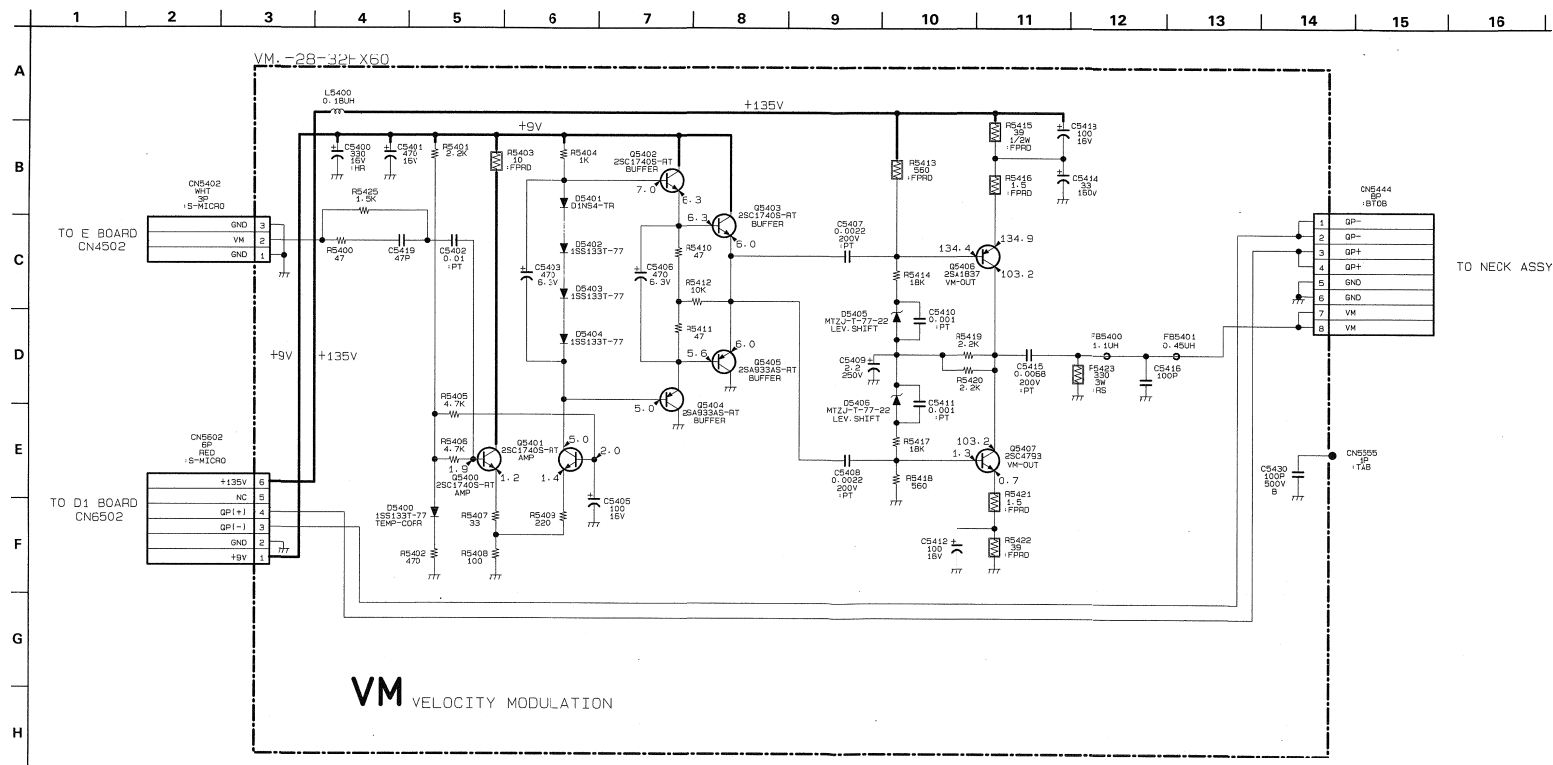 1 2 3 4 5 6 7 8 9 10 11 12 13 14 15 16
A
B
C
D
E
F
G
H
VM.-28-32FX60
L5400
0.18UH
+135V
+9V
+9V
+135V
CN5402
WHT
3P
:S-MICRO
TO E BOARD
CN4502
GND 3
VM 2
GND 1
CN5602
6P
RED
:S-MICRO
TO D1 BOARD
CN6502
+135V 6
NC 5
QP(+) 4
QP(-) 3
GND 2
+9V 1
C5400
330
16V
:HR
C5401
470
16V
R5401
2.2K
R5403
10
:FPRD
R5404
1K
R5425
1.5K
R5400
47
C5419
47P
C5402
0.01
:PT
Q5402
2SC1740S-RT
BUFFER
7.0
6.3
D5401
D1NS4-TR
D5402
1SS133T-77
C5403
470
6.3V
D5403
1SS133T-77
D5404
1SS133T-77
C5406
470
6.3V
6.3
Q5403
2SC1740S-RT
BUFFER
6.0
R5410
47
R5412
10K
R5411
47
5.6
6.0
Q5405
2SA933AS-RT
BUFFER
5.0
Q5404
2SA933AS-RT
BUFFER
R5405
4.7K
R5406
4.7K
1.9
Q5400
2SC1740S-RT
AMP
1.2
Q5401
2SC1740S-RT
AMP
5.0
2.0
1.4
C5405
100
16V
D5400
1SS133T-77
TEMP-COFR
R5402
470
R5407
33
R5408
100
R5409
220
C5407
0.0022
200V
:PT
C5408
0.0022
200V
:PT
R5413
560
:FPRD
R5414
18K
D5405
MTZJ-T-77-22
LEV.SHIFT
C5410
0.001
:PT
C5409
2.2
250V
D5406
MTZJ-T-77-22
LEV.SHIFT
C5411
0.001
:PT
R5417
18K
R5418
560
R5415
39
1/2W
:FPRD
R5416
1.5
:FPRD
C5413
100
16V
C5414
33
160V
134.4
134.9
Q5406
2SA1837
VM-OUT
103.2
R5419
2.2K
R5420
2.2K
C5415
0.0068
200V
:PT
103.2
1.3
Q5407
2SC4793
VM-OUT
0.7
R5421
1.5
:FPRD
C5412
100
16V
R5422
39
:FPRD
FB5400
1.1UH
FB5401
0.45UH
R5423
330
3W
:RS
C5416
100P
CN5444
8P
:BTOB
1 QP-
2 QP-
3 QP+
4 QP+
5 GND
6 GND
7 VM
8 VM
TO NECK ASSY
C5430
100P
500V
B
CN5555
1P
:TAB
VM VELOCITY MODULATION